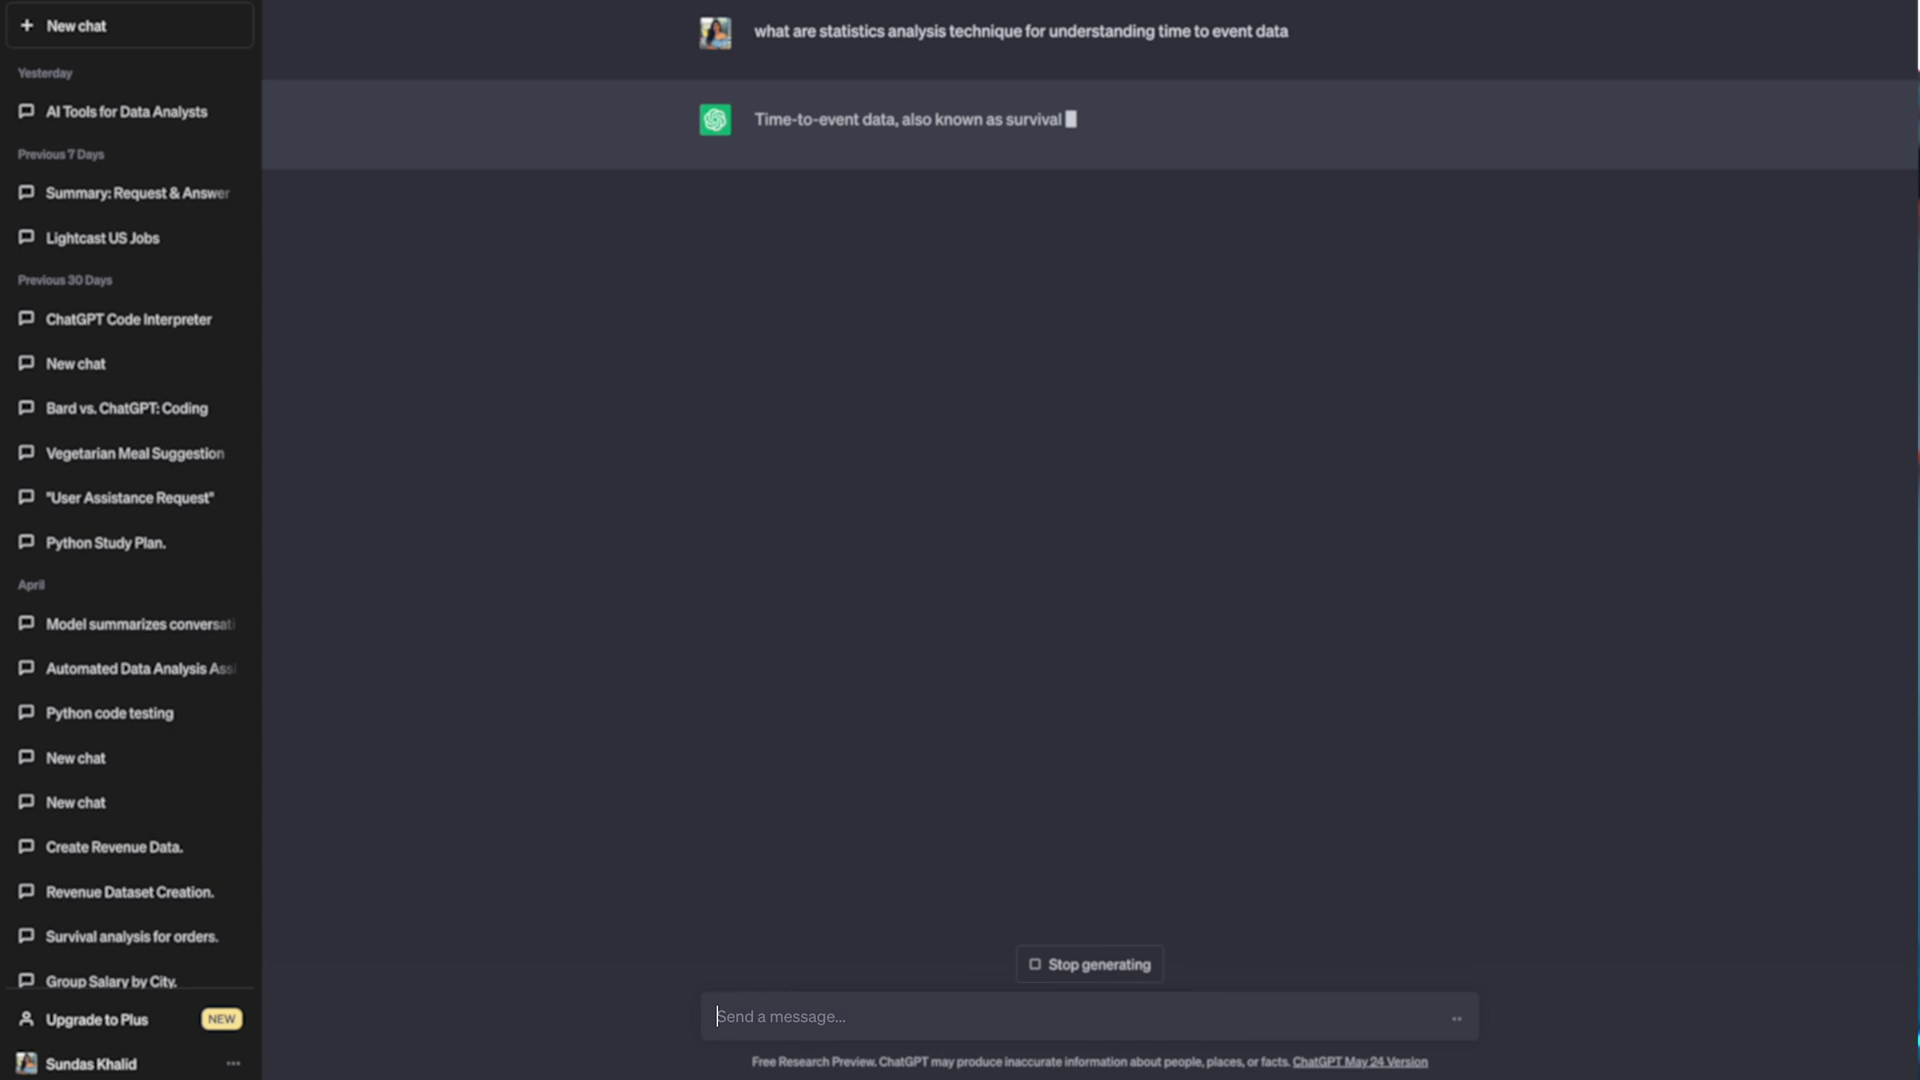 New chat
Yesterday
AI Tools for Data Analysts
Previous 7 Days
Summary: Request & Answer
Lightcast US Jobs
Previous 30 Days
ChatGPT Code Interpreter
New chat
Bard vs. ChatGPT: Coding
Vegetarian Meal Suggestion
"User Assistance Request"
Python Study Plan.
April
Model summarizes conversati
Automated Data Analysis Assi
Python code testing
New chat
New chat
Create Revenue Data.
Revenue Dataset Creation.
Survival analysis for orders.
Group Salary by City.
Upgrade to Plus NEW
Sundas Khalid
what are statistics analysis technique for understanding time to event data
Time-to-event data, also known as survival
Stop generating
Send a message...
Free Research Preview. ChatGPT may produce inaccurate information about people, places, or facts. ChatGPT May 24 Version